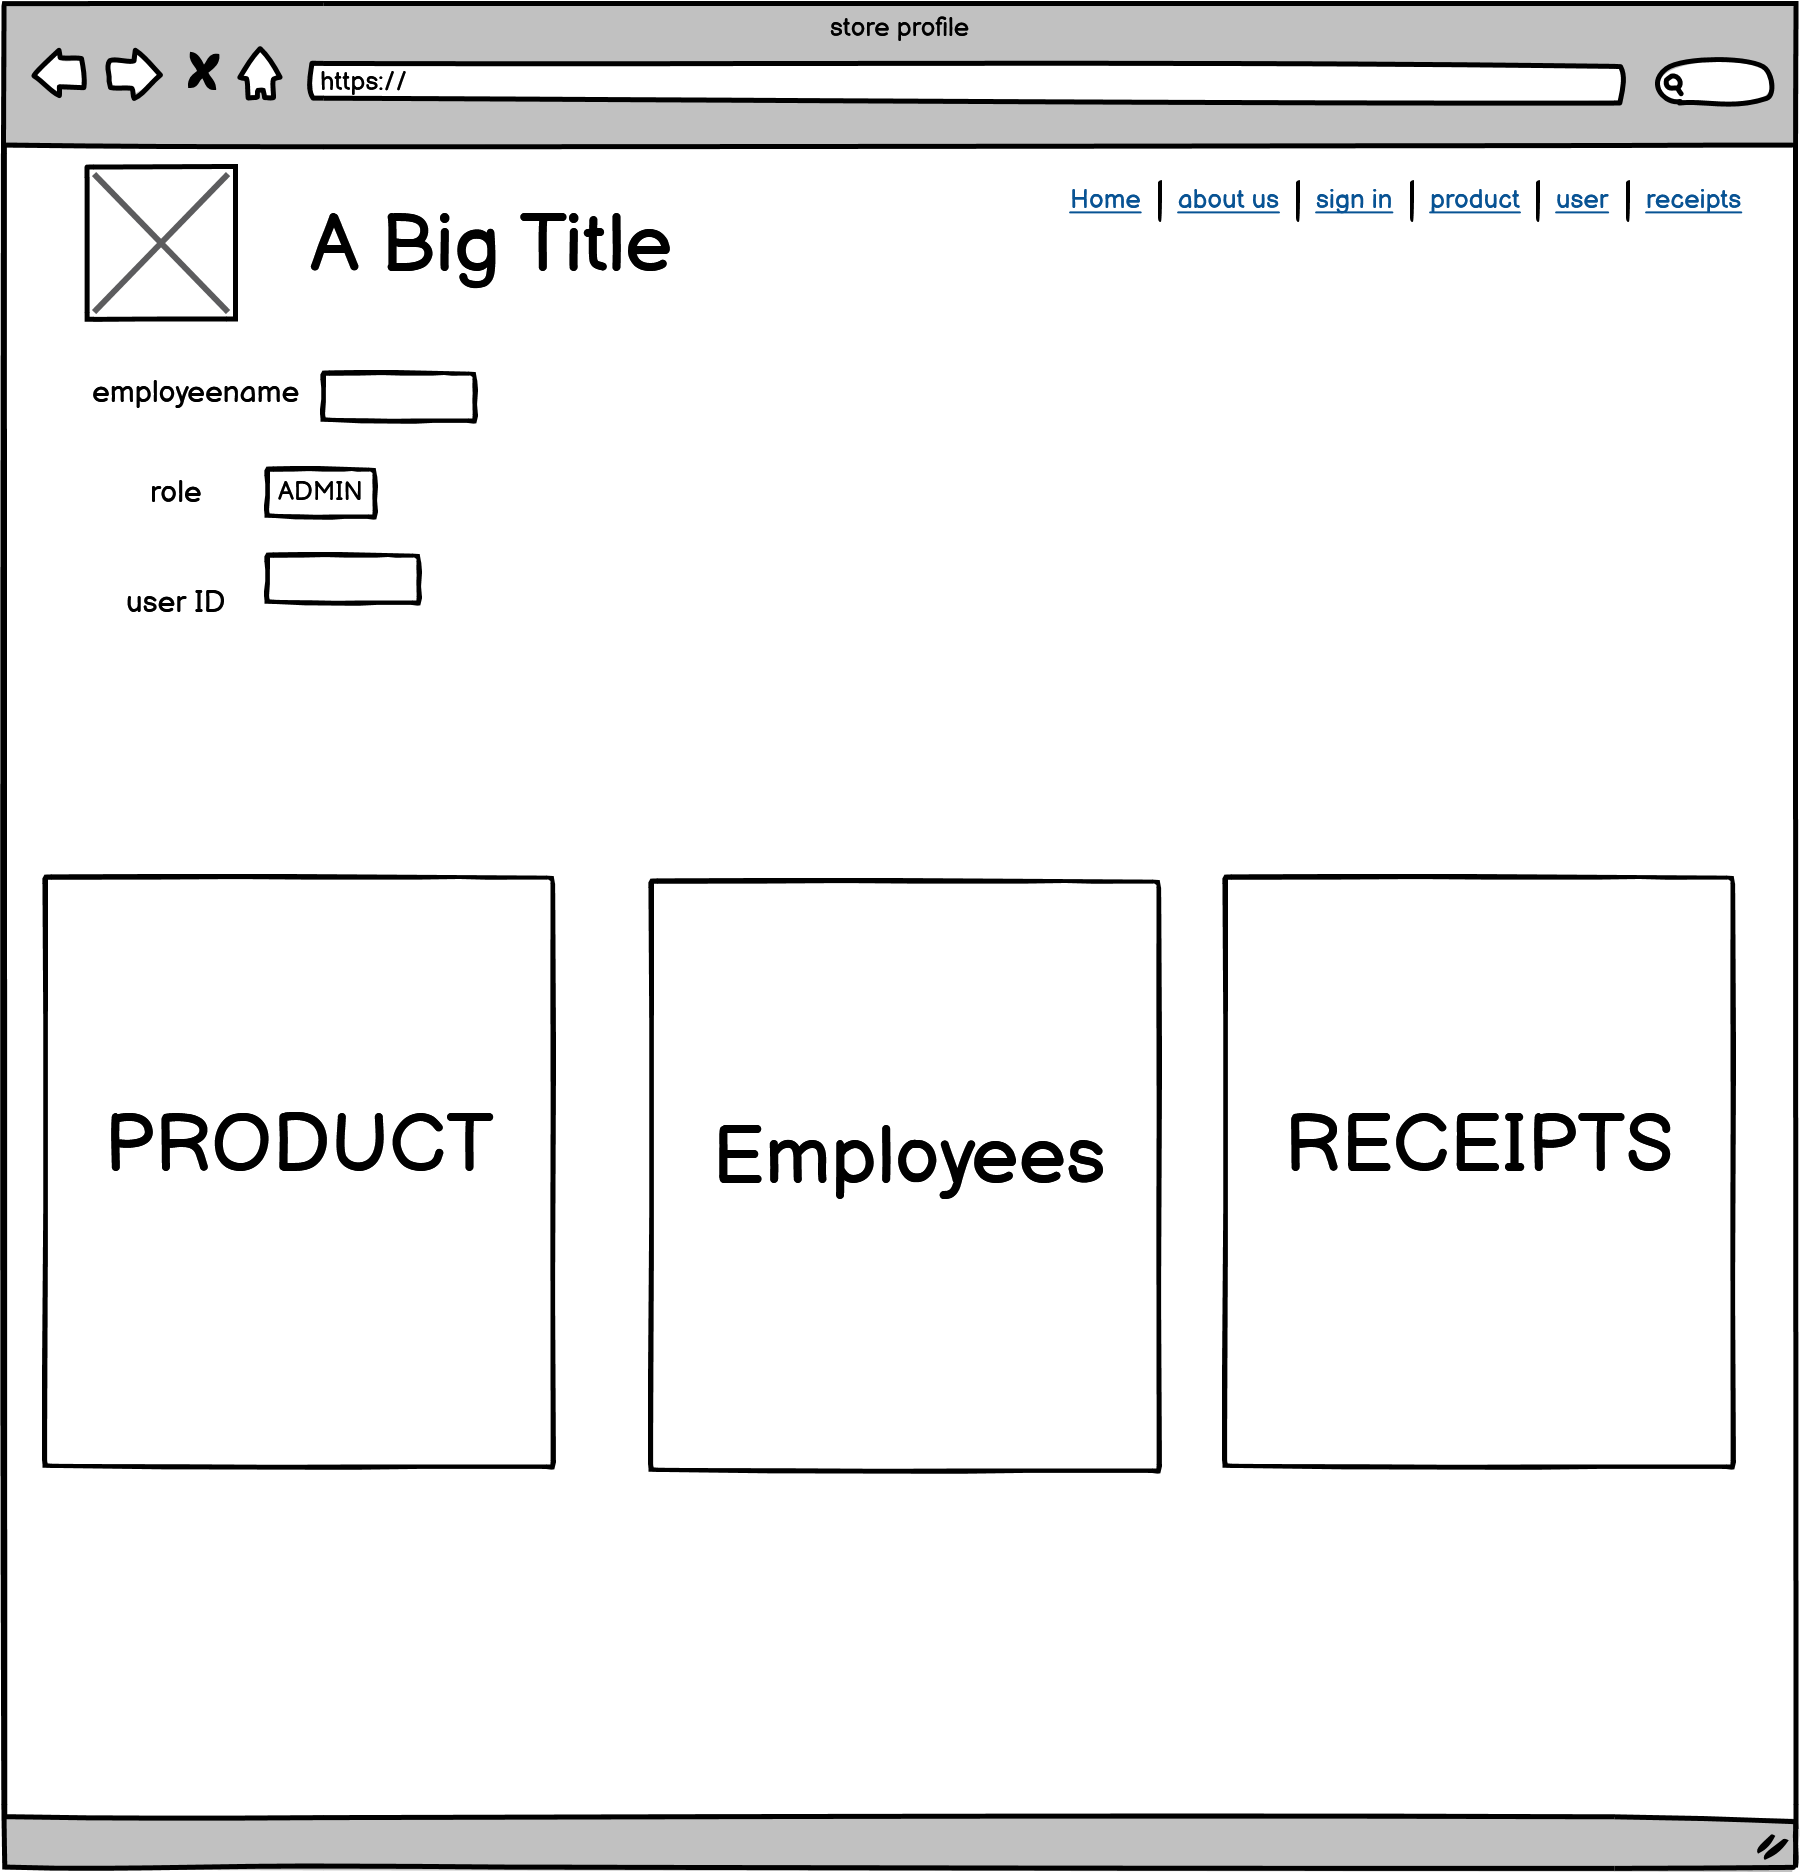 store profile
https://
Home | about us | sign in | product | user | receipts
A Big Title
employeename
role ADMIN
user ID
PRODUCT
Employees
RECEIPTS